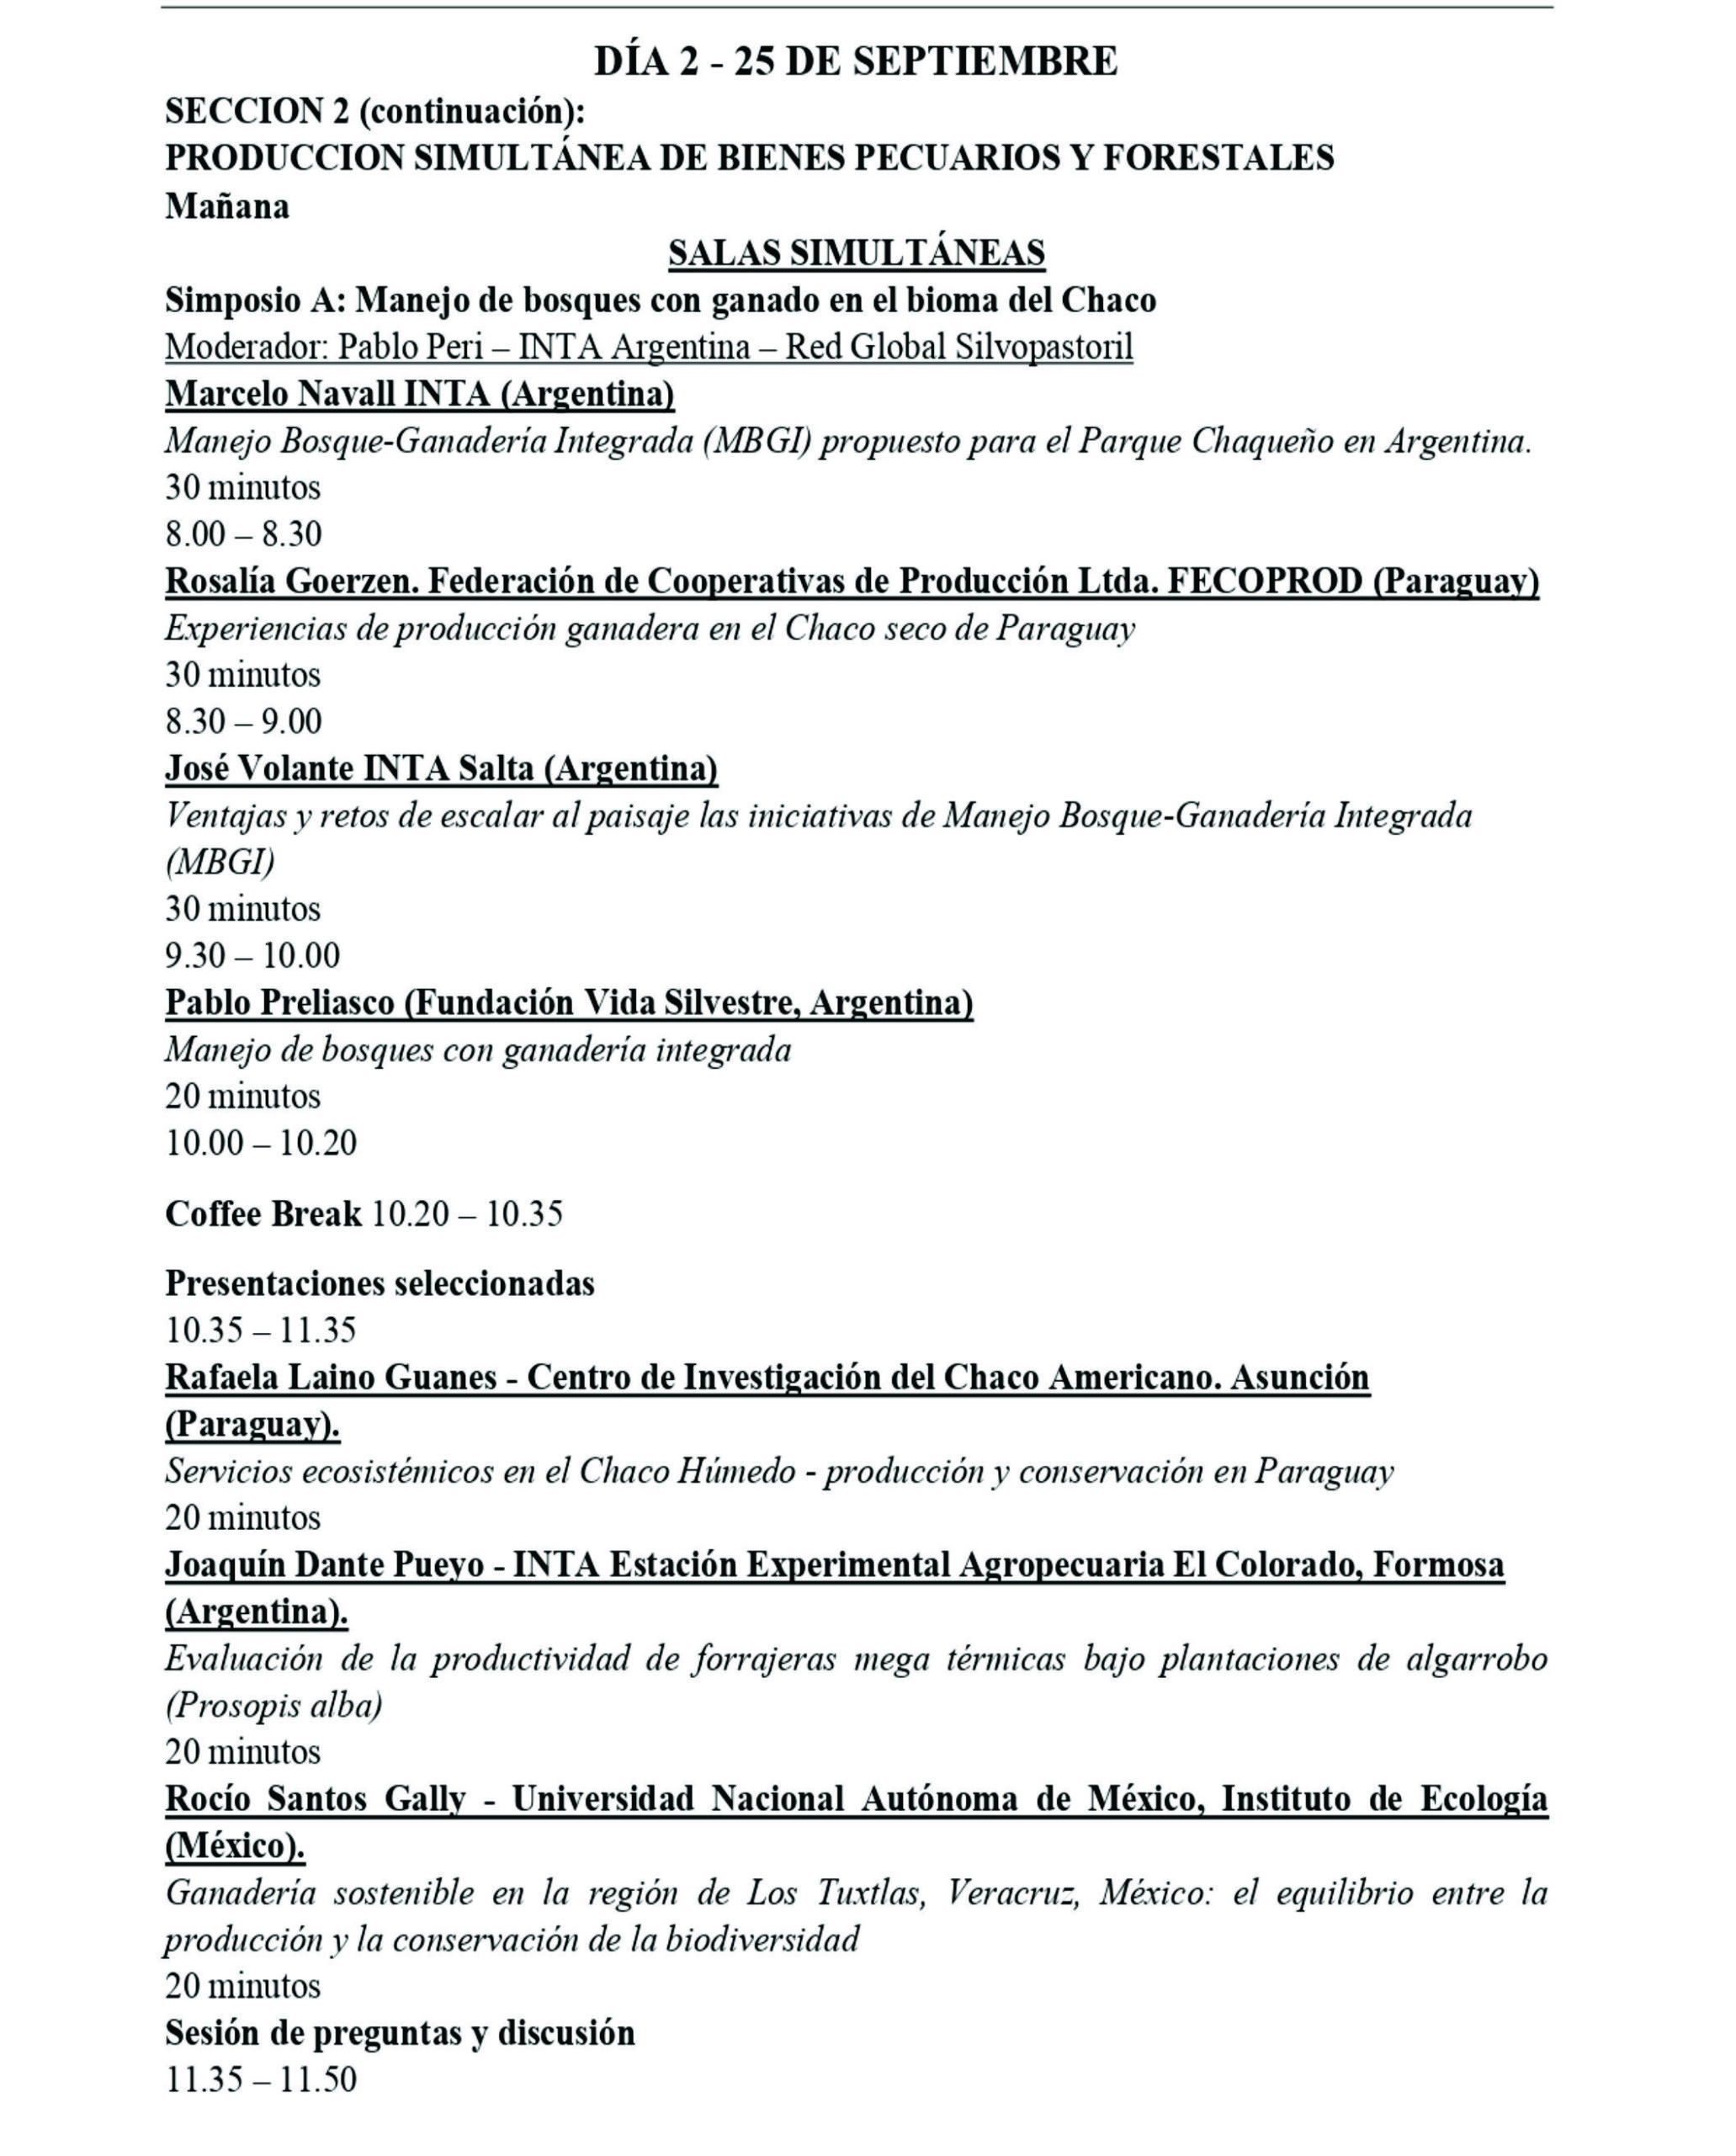 DÍA 2 - 25 DE SEPTIEMBRE
SECCION 2 (continuación):
PRODUCCION SIMULTÁNEA DE BIENES PECUARIOS Y FORESTALES
Mañana
SALAS SIMULTÁNEAS
Simposio A: Manejo de bosques con ganado en el bioma del Chaco
Moderador: Pablo Peri – INTA Argentina – Red Global Silvopastoril
Marcelo Navall INTA (Argentina)
Manejo Bosque-Ganadería Integrada (MBGI) propuesto para el Parque Chaqueño en Argentina.
30 minutos
8.00 – 8.30
Rosalía Goerzen. Federación de Cooperativas de Producción Ltda. FECOPROD (Paraguay)
Experiencias de producción ganadera en el Chaco seco de Paraguay
30 minutos
8.30 – 9.00
José Volante INTA Salta (Argentina)
Ventajas y retos de escalar al paisaje las iniciativas de Manejo Bosque-Ganadería Integrada
(MBGI)
30 minutos
9.30 – 10.00
Pablo Preliasco (Fundación Vida Silvestre, Argentina)
Manejo de bosques con ganadería integrada
20 minutos
10.00 – 10.20
Coffee Break 10.20 – 10.35
Presentaciones seleccionadas
10.35 – 11.35
Rafaela Laino Guanes - Centro de Investigación del Chaco Americano. Asunción
(Paraguay).
Servicios ecosistémicos en el Chaco Húmedo - producción y conservación en Paraguay
20 minutos
Joaquín Dante Pueyo - INTA Estación Experimental Agropecuaria El Colorado, Formosa
(Argentina).
Evaluación de la productividad de forrajeras mega térmicas bajo plantaciones de algarrobo
(Prosopis alba)
20 minutos
Rocío Santos Gally - Universidad Nacional Autónoma de México, Instituto de Ecología
(México).
Ganadería sostenible en la región de Los Tuxtlas, Veracruz, México: el equilibrio entre la
producción y la conservación de la biodiversidad
20 minutos
Sesión de preguntas y discusión
11.35 – 11.50